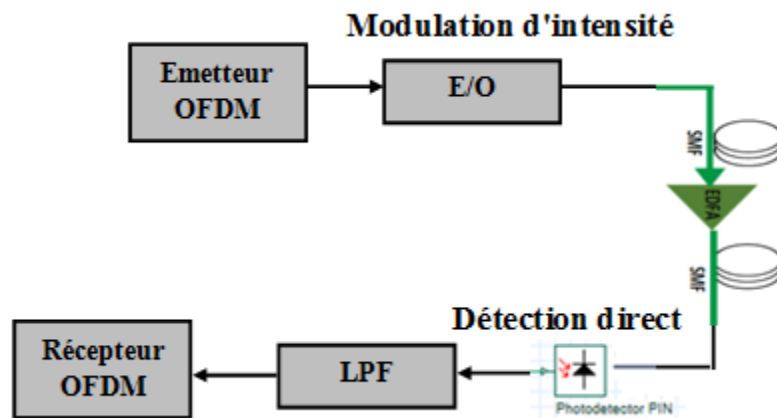 Modulation d'intensité
Emetteur
OFDM
E/O
SMF
EDFA
SMF
Détection direct
Récepteur
OFDM
LPF
Photodetector PIN